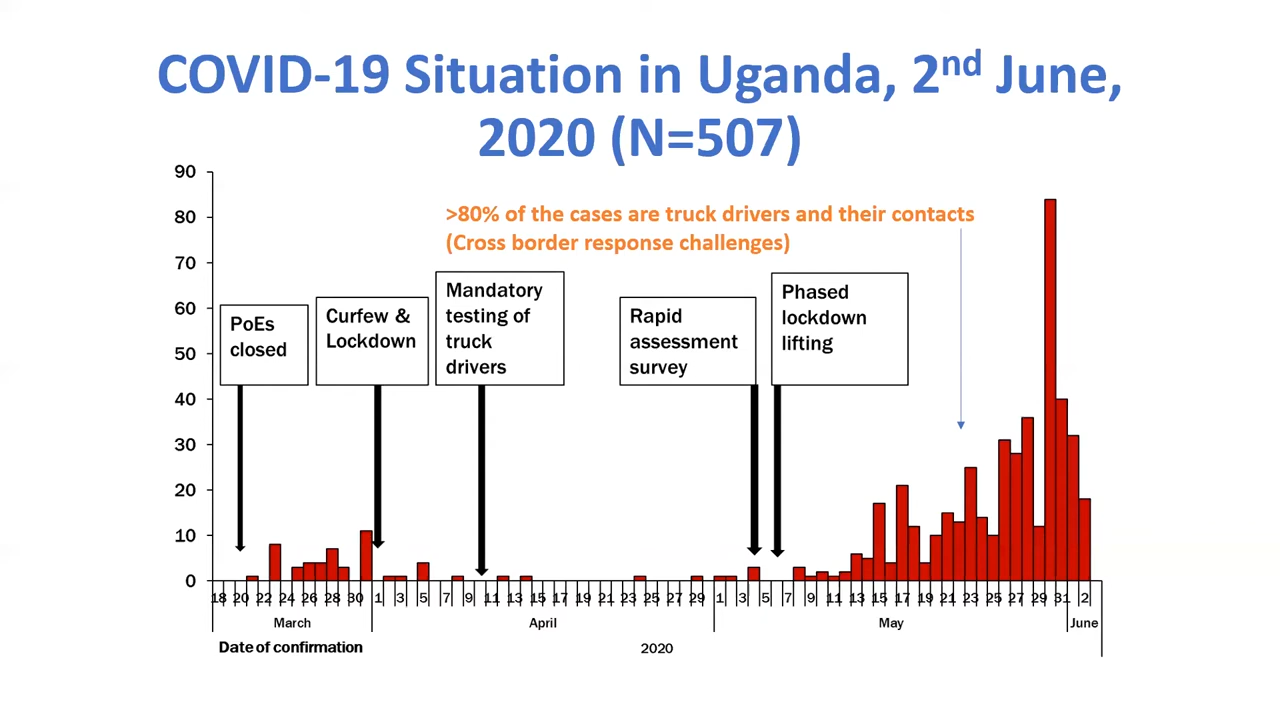 COVID-19 Situation in Uganda, 2nd June,
2020 (N=507)
90
80
70
60
50
40
30
20
10
0
>80% of the cases are truck drivers and their contacts
(Cross border response challenges)
PoEs
closed
Curfew &
Lockdown
Mandatory
testing of
truck
drivers
Rapid
assessment
survey
Phased
lockdown
lifting
18 20 22 24 26 28 30 1 3 5 7 9 11 13 15 17 19 21 23 25 27 29 1 3 5 7 9 11 13 15 17 19 21 23 25 27 29 31 2
March April May June
Date of confirmation 2020